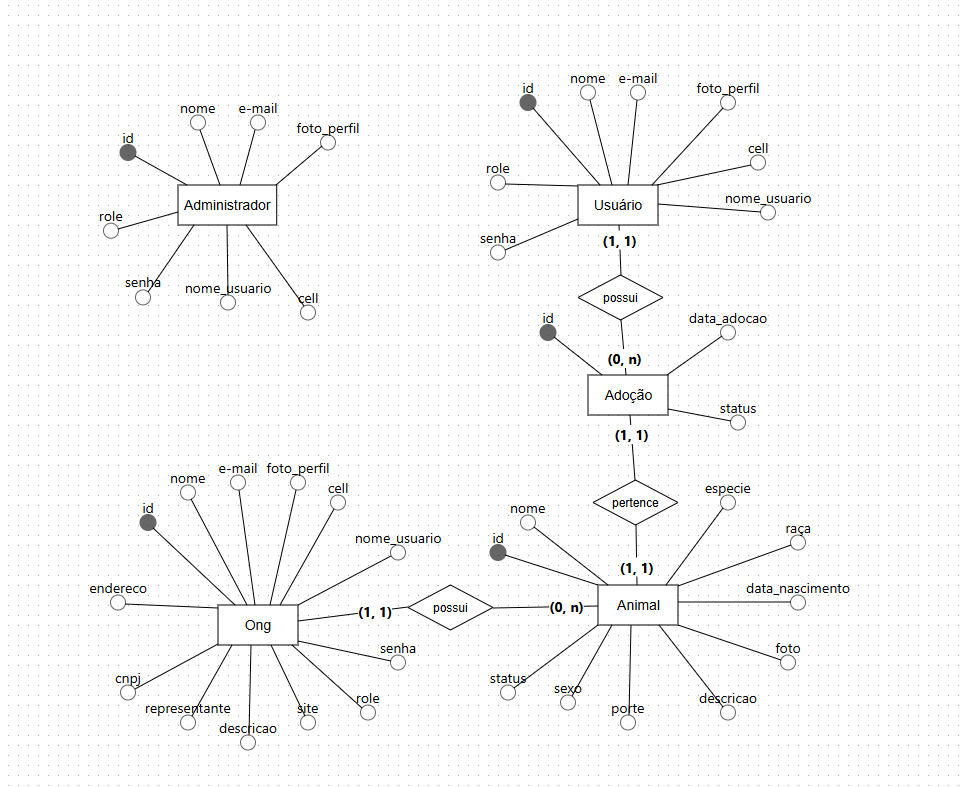 id
nome
e-mail
foto_perfil
role
Administrador
senha
nome_usuario
cell
id
nome
e-mail
foto_perfil
cell
role
Usuário
nome_usuario
senha
(1, 1)
possui
id
data_adocao
(0, n)
Adoção
status
(1, 1)
pertence
(1, 1)
id
nome
e-mail
foto_perfil
cell
nome_usuario
endereco
Ong
(1, 1)
possui
(0, n)
senha
cnpj
representante
descricao
site
role
id
nome
especie
raça
Animal
data_nascimento
foto
status
sexo
porte
descricao